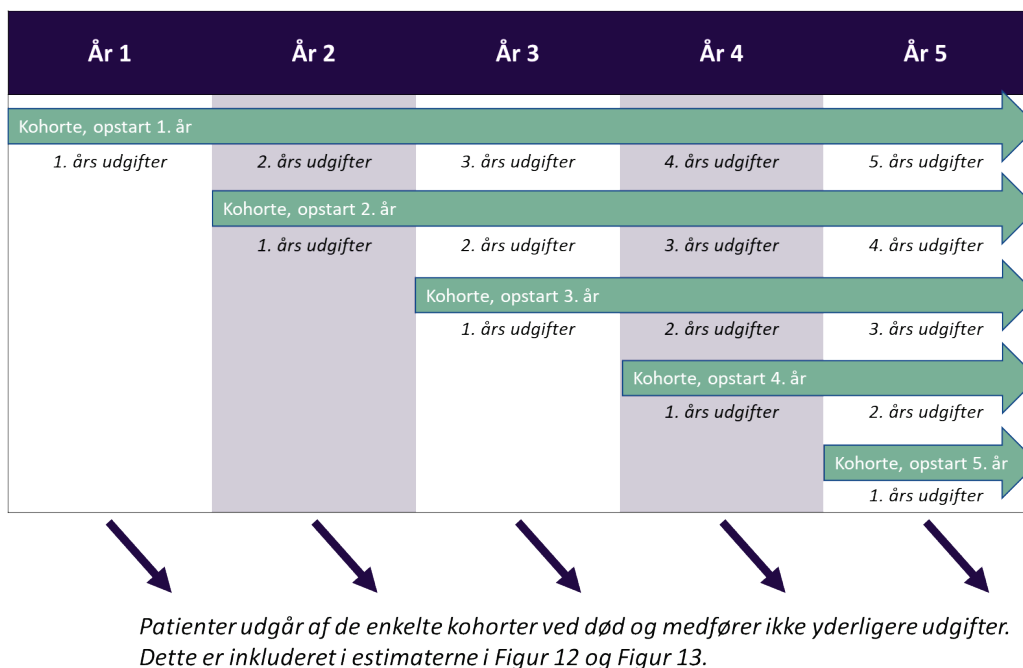 År 1 År 2 År 3 År 4 År 5
Kohorte, opstart 1. år
1. års udgifter 2. års udgifter 3. års udgifter 4. års udgifter 5. års udgifter
Kohorte, opstart 2. år
1. års udgifter 2. års udgifter 3. års udgifter 4. års udgifter
Kohorte, opstart 3. år
1. års udgifter 2. års udgifter 3. års udgifter
Kohorte, opstart 4. år
1. års udgifter 2. års udgifter
Kohorte, opstart 5. år
1. års udgifter
Patienter udgår af de enkelte kohorter ved død og medfører ikke yderligere udgifter.
Dette er inkluderet i estimaterne i Figur 12 og Figur 13.